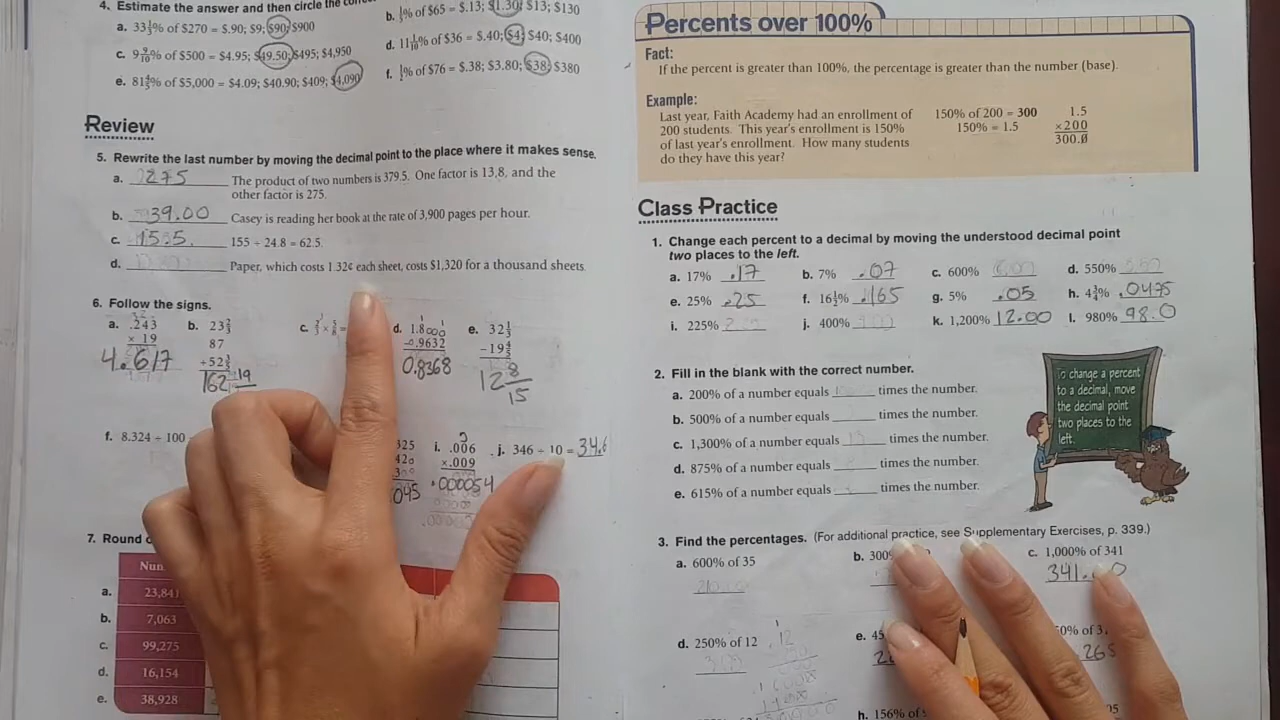 4. Estimate the answer and then circle the
a. 33⅓% of $270 = $.90; $9; $90; $900
b. ⅕% of $65 = $.13; $1.30; $13; $130
c. 9 9/10% of $500 = $4.95; $49.50; $495; $4,950
d. 11 1/10% of $36 = $.40; $4; $40; $400
e. 81⅘% of $5,000 = $4.09; $40.90; $409; $4,090
% of $76 = $.38; $3.80; $38; $380
Review
5. Rewrite the last number by moving the decimal point to the place where it makes sense.
a. 275 The product of two numbers is 379.5. One factor is 13.8, and the
other factor is 275.
b. 39.00 Casey is reading her book at the rate of 3,900 pages per hour.
c. 15.5. 155 ÷ 24.8 = 62.5.
d. Paper, which costs 1.32¢ each sheet, costs $1,320 for a thousand sheets.
6. Follow the signs.
a. .243 b. 23⅔ c. d. 1.8000 e. 32⅓
× 19 87 -0.9632 -19⅘
4.617 +52 0.8368 12 8/15
162 19
f. 8.324 ÷ 100 325 i. .006 j. 346 ÷ 10 = 34.6
420 ×.009
045 .000054
7. Round
a. 23,841
b. 7,063
c. 99,275
d. 16,154
e. 38,928
Percents over 100%
Fact:
If the percent is greater than 100%, the percentage is greater than the number (base).
Example:
Last year, Faith Academy had an enrollment of 150% of 200 = 300 1.5
200 students. This year's enrollment is 150% 150% = 1.5 ×200
of last year's enrollment. How many students 300.0
do they have this year?
Class Practice
1. Change each percent to a decimal by moving the understood decimal point
two places to the left.
a. 17% .17 b. 7% .07 c. 600% d. 550%
e. 25% .25 f. 16½% .165 g. 5% .05 h. 4¾% .0475
i. 225% j. 400% k. 1,200% 12.00 l. 980% 98.0
2. Fill in the blank with the correct number.
a. 200% of a number equals times the number.
b. 500% of a number equals times the number.
c. 1,300% of a number equals 13 times the number.
d. 875% of a number equals times the number.
e. 615% of a number equals times the number.
To change a percent
to a decimal, move
the decimal point
two places to the
left.
3. Find the percentages. (For additional practice, see Supplementary Exercises, p. 339.)
a. 600% of 35 b. 300% c. 1,000% of 341
d. 250% of 12 e. 45 0% of 3
265
h. 156% of